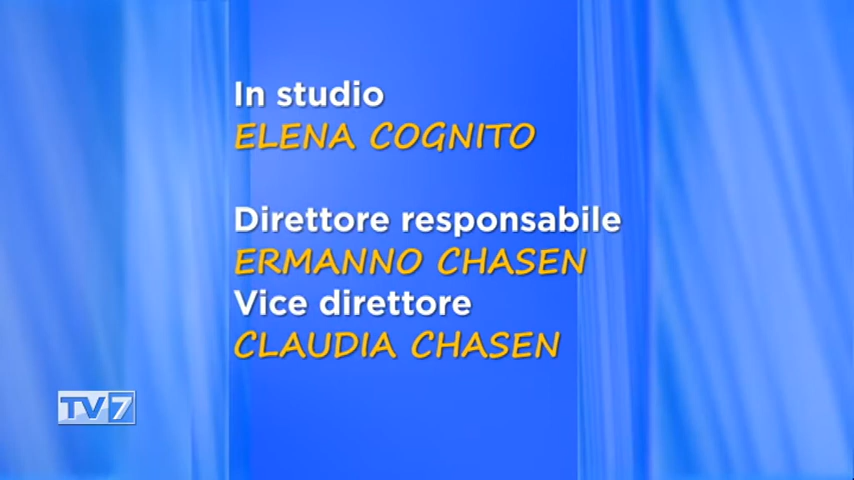 In studio
ELENA COGNITO
Direttore responsabile
ERMANNO CHASEN
Vice direttore
CLAUDIA CHASEN
TV7